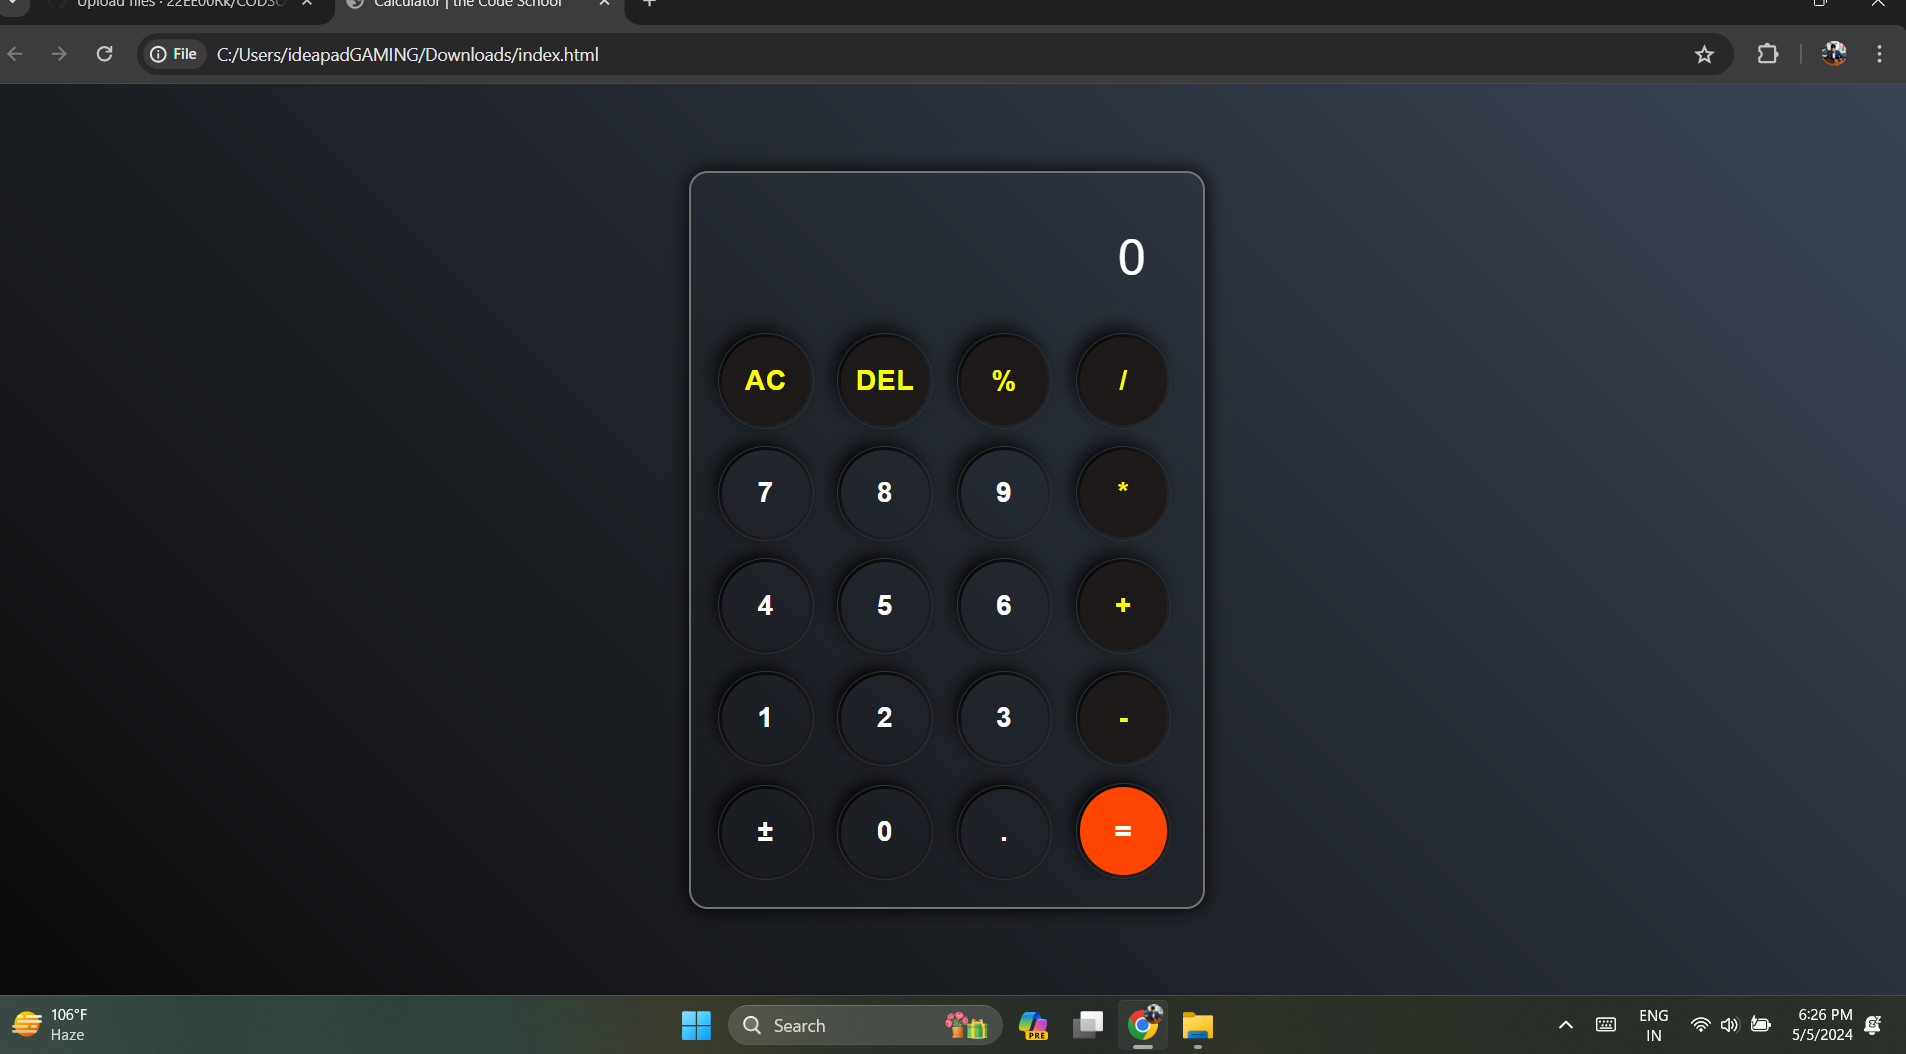 Upload files · 22EE00Rk/CODSO
Calculator | the Code School
File C:/Users/ideapadGAMING/Downloads/index.html
0
AC DEL % /
7 8 9 *
4 5 6 +
1 2 3 -
± 0 . =
106°F
Haze
Search
PRE
ENG
IN
6:26 PM
5/5/2024